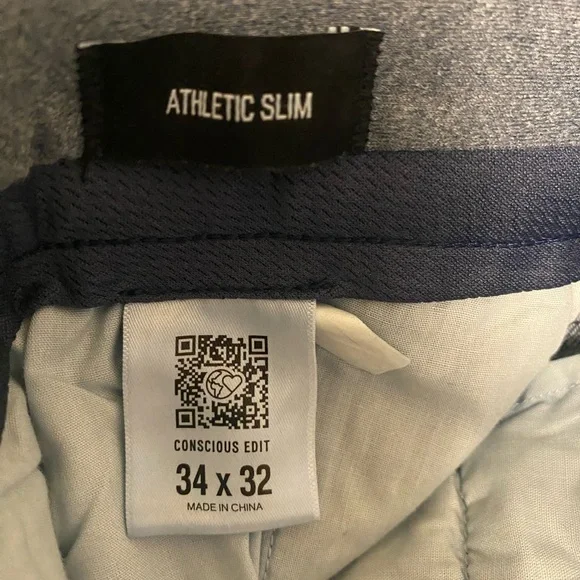 ATHLETIC SLIM
CONSCIOUS EDIT
34 x 32
MADE IN CHINA